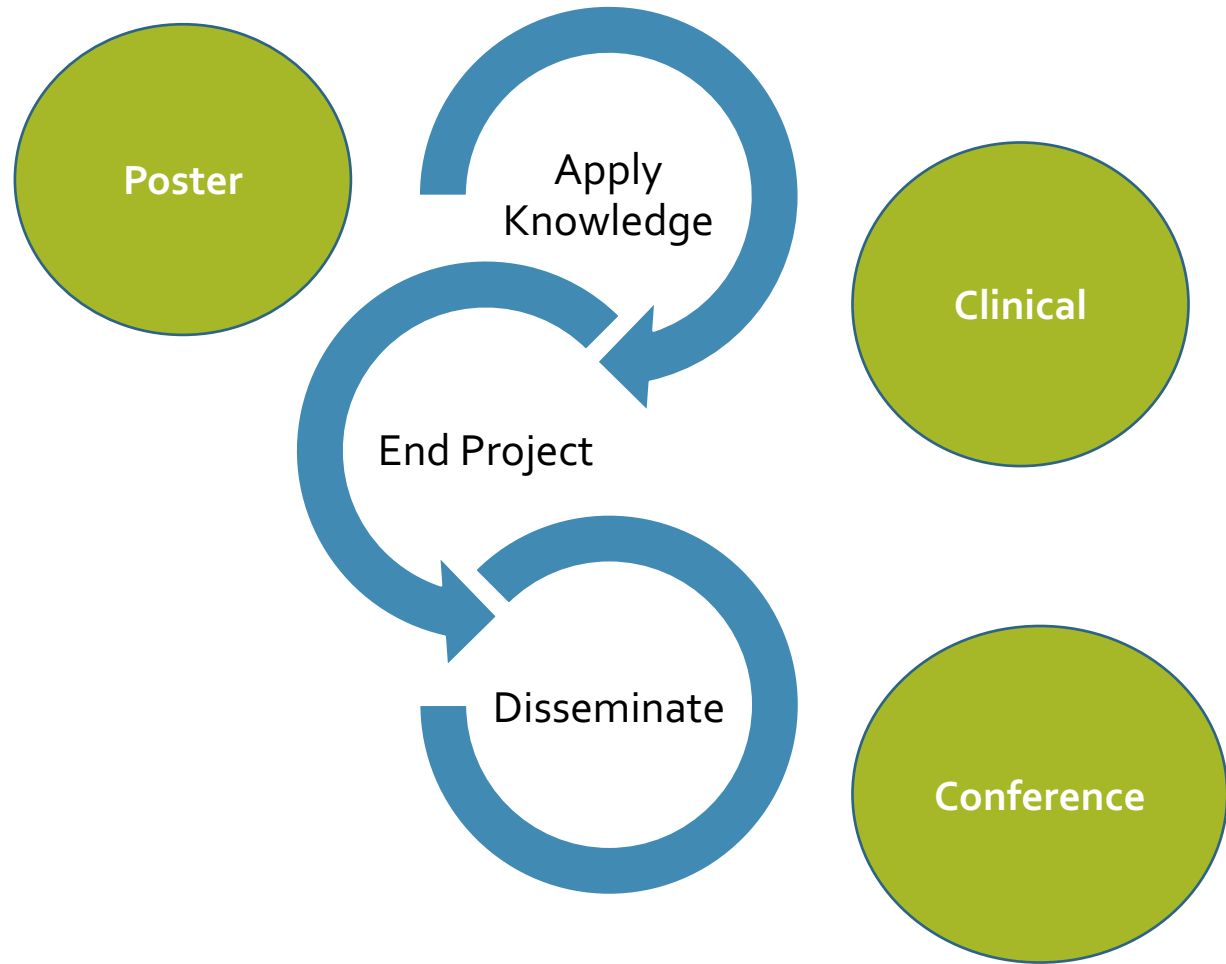 Poster
Apply
Knowledge
Clinical
End Project
Disseminate
Conference